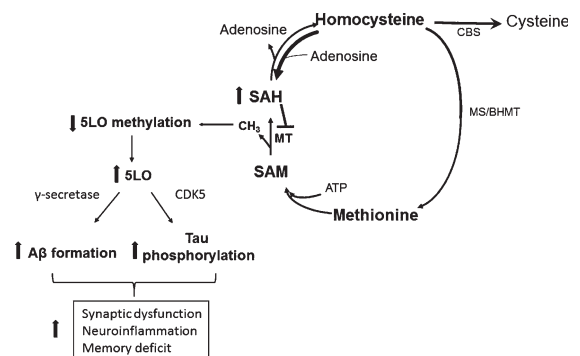 Homocysteine
Cysteine
CBS
Adenosine
Adenosine
SAH
MS/BHMT
5LO methylation
CH3
MT
SAM
5LO
ATP
γ-secretase
CDK5
Methionine
Aβ formation
Tau
phosphorylation
Synaptic dysfunction
Neuroinflammation
Memory deficit